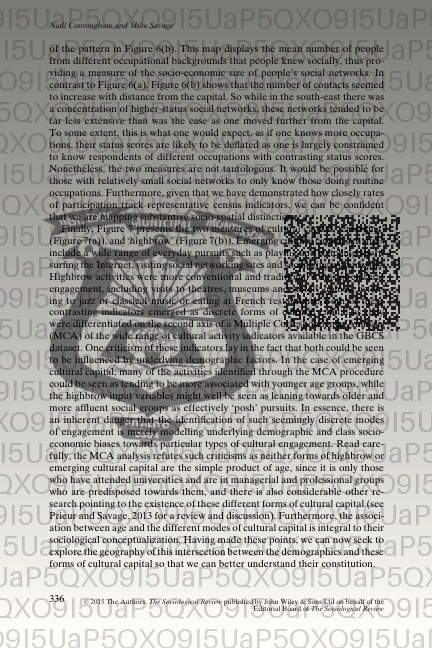 Niall Cunningham and Mike Savage
of the pattern in Figure 6(b). This map displays the mean number of people
from different occupational backgrounds that people knew socially, thus pro-
viding a measure of the socio-economic size of people's social networks. In
contrast to Figure 6(a), Figure 6(b) shows that the number of contacts seemed
to increase with distance from the capital. So while in the south-east there was
a concentration of higher-status social networks, these networks tended to be
far less extensive than was the case as one moved further from the capital.
To some extent, this is what one would expect, as if one knows more occupa-
tions, their status scores are likely to be deflated as one is largely constrained
to know respondents of different occupations with contrasting status scores.
Nonetheless, the two measures are not tautologous. It would be possible for
those with relatively small social networks to only know those doing routine
occupations. Furthermore, given that we have demonstrated how closely rates
of participation track representative census indicators, we can be confident
that we are mapping substantive socio-spatial distinctio
Finally, Figure 7 presents the two measures of cultu
(Figure 7(a)), and 'highbrow' (Figure 7(b)). Emerging c
include a wide range of everyday pursuits such as playin
surfing the Internet, visiting social networking sites and
Highbrow activities were more conventional and tradi
engagement, including visits to theatres, museums an
ing to jazz or classical music or eating at French rest
contrasting indicators emerged as discrete forms of
were differentiated on the second axis of a Multiple Co
(MCA) of the wide range of cultural activity indicators available in the GBCS
dataset. One criticism of these indicators lay in the fact that both could be seen
to be influenced by underlying demographic factors. In the case of emerging
cultural capital, many of the activities identified through the MCA procedure
could be seen as tending to be more associated with younger age groups, while
the highbrow cultural variables might well be seen as leaning towards older and
more affluent social groups as effectively 'posh' pursuits. In essence, there is
an inherent danger that the identification of such seemingly discrete modes
of engagement is merely modelling underlying demographic and class socio-
economic biases towards particular types of cultural engagement. Read care-
fully, the MCA analysis refutes such criticisms as neither forms of highbrow or
emerging cultural capital are the simple product of age, since it is only those
who have attended universities and are in managerial and professional groups
who are predisposed towards them, and there is also considerable other re-
search pointing to the existence of these different forms of cultural capital (see
Prieur and Savage, 2013 for a review and discussion). Furthermore, the associ-
ation between age and the different modes of cultural capital is integral to their
sociological conceptualization. Having made these points, we can now seek to
explore the geography of this intersection between the demographics and these
forms of cultural capital so that we can better understand their constitution.
336
© 2015 The Authors. The Sociological Review published by John Wiley & Sons Ltd on behalf of the
Editorial Board of The Sociological Review